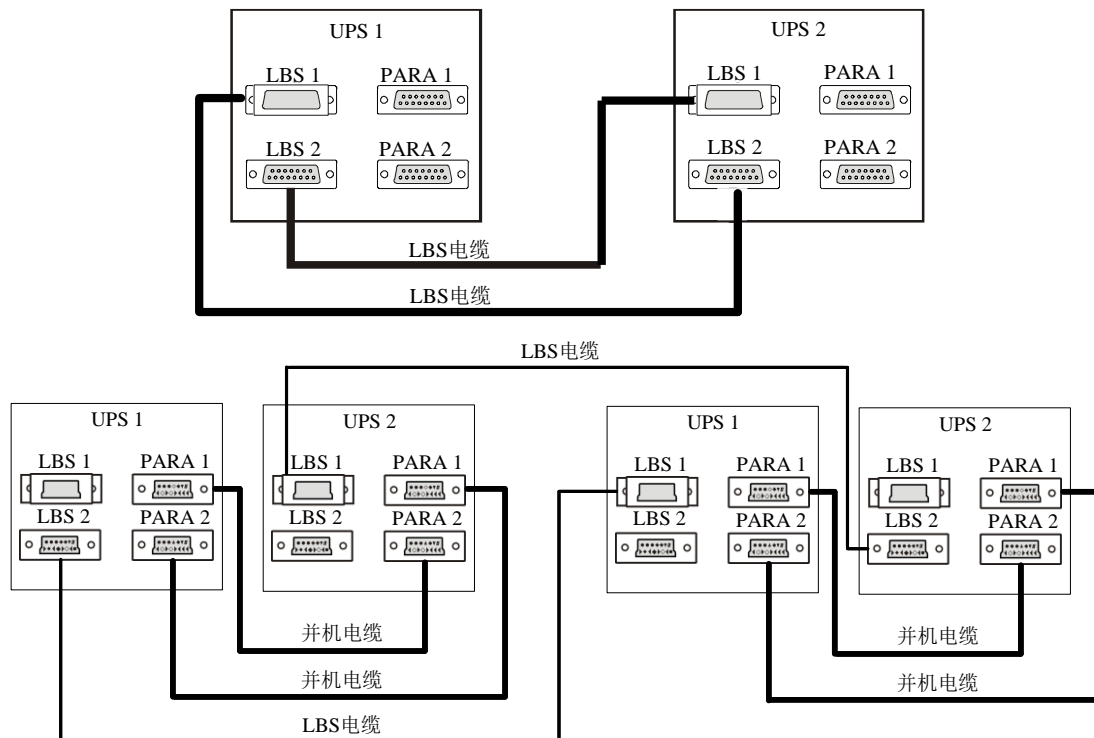 UPS 1
UPS 2
LBS 1
PARA 1
LBS 1
PARA 1
LBS 2
PARA 2
LBS 2
PARA 2
LBS电缆
LBS电缆
LBS电缆
UPS 1
UPS 2
UPS 1
UPS 2
LBS 1
PARA 1
LBS 1
PARA 1
LBS 1
PARA 1
LBS 1
PARA 1
LBS 2
PARA 2
LBS 2
PARA 2
LBS 2
PARA 2
LBS 2
PARA 2
并机电缆
并机电缆
并机电缆
并机电缆
LBS电缆